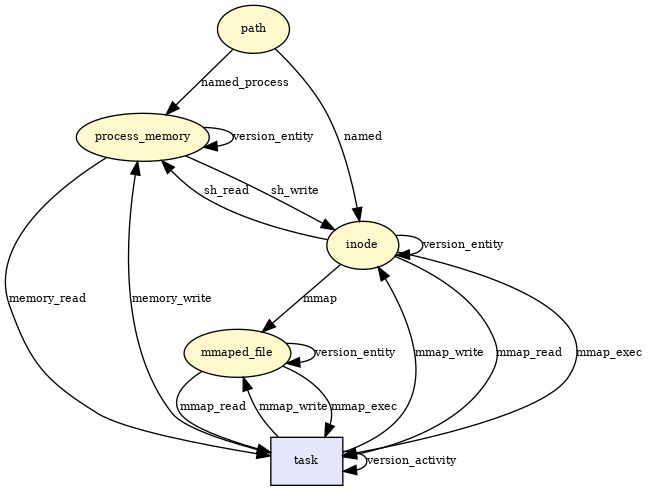 path
named_process
process_memory
version_entity
named
sh_read
sh_write
inode
version_entity
memory_read
memory_write
mmap
mmaped_file
version_entity
mmap_write
mmap_read
mmap_exec
mmap_read
mmap_write
mmap_exec
task
version_activity